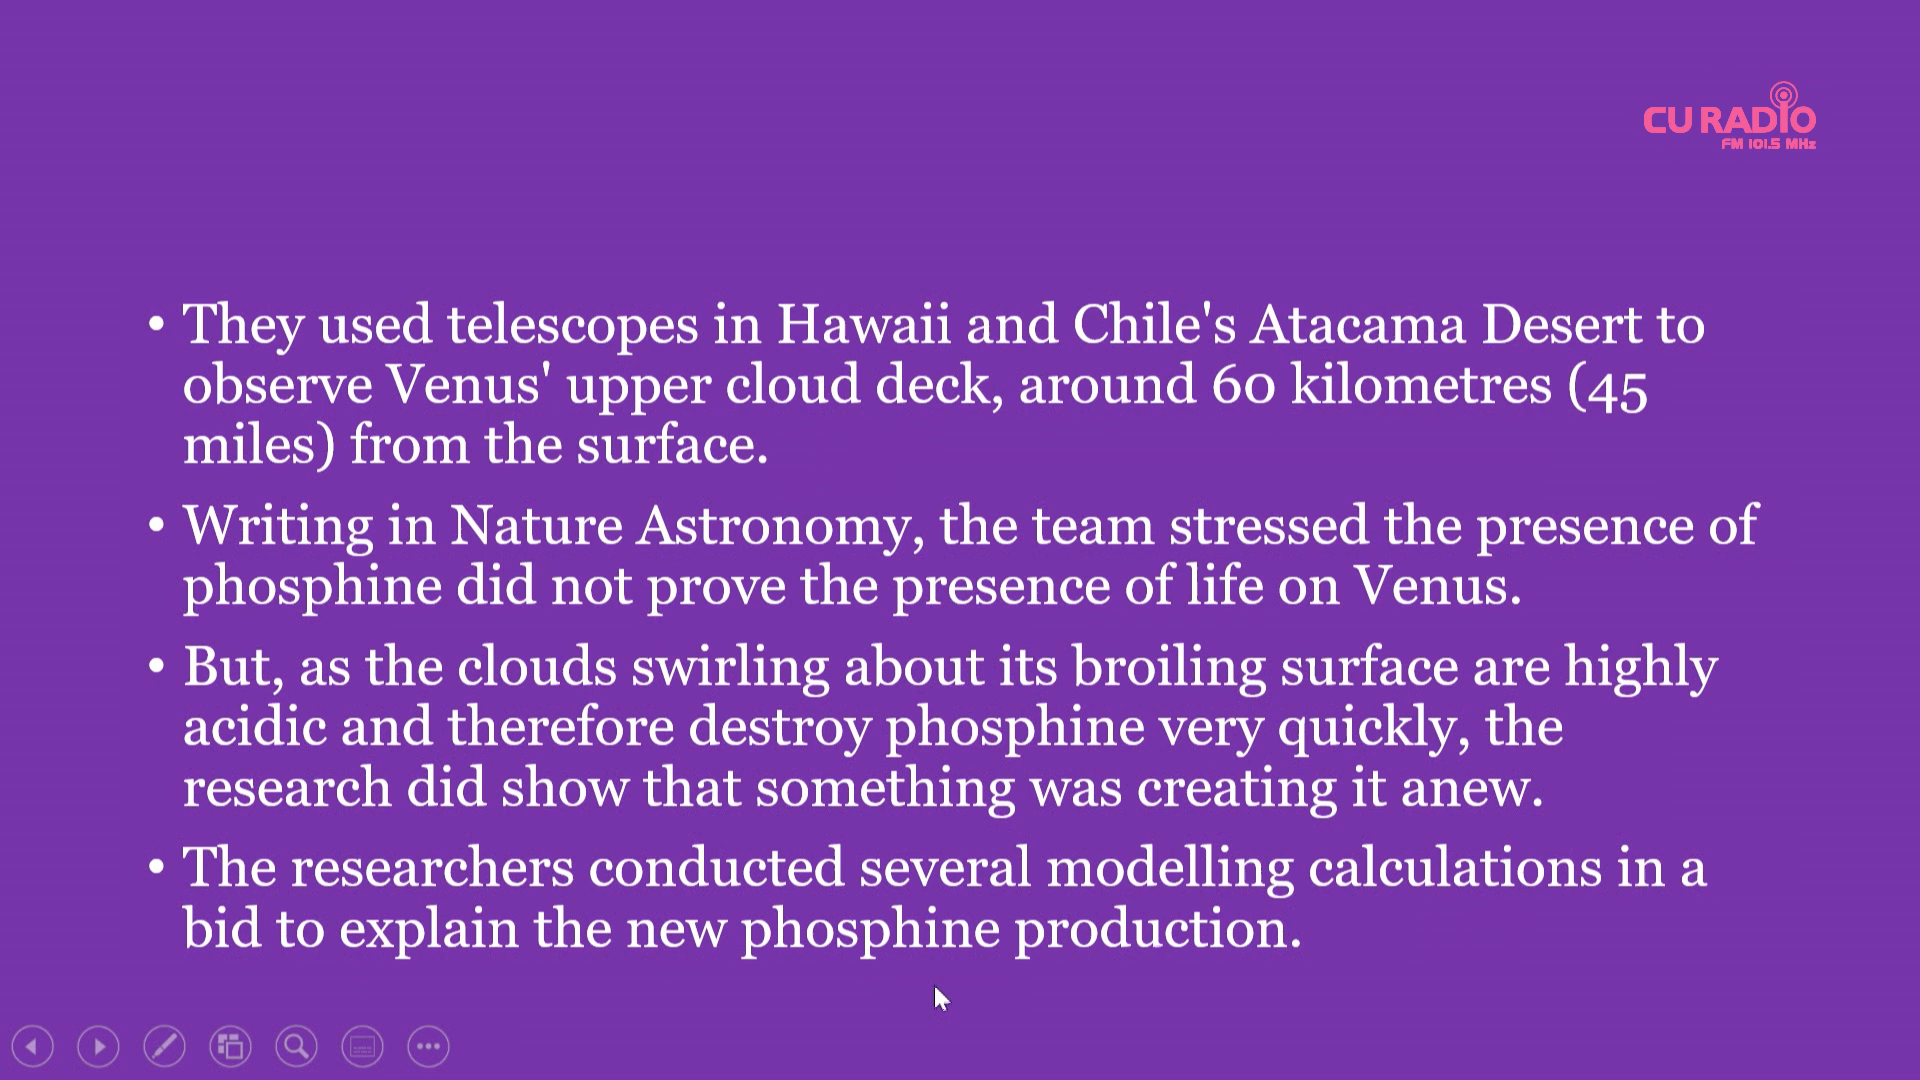 CU RADIO
FM 101.5 MHz
• They used telescopes in Hawaii and Chile's Atacama Desert to
observe Venus' upper cloud deck, around 60 kilometres (45
miles) from the surface.
• Writing in Nature Astronomy, the team stressed the presence of
phosphine did not prove the presence of life on Venus.
• But, as the clouds swirling about its broiling surface are highly
acidic and therefore destroy phosphine very quickly, the
research did show that something was creating it anew.
• The researchers conducted several modelling calculations in a
bid to explain the new phosphine production.